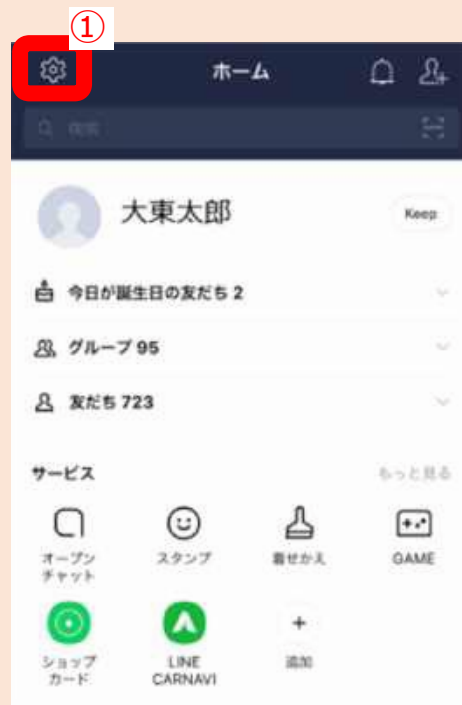 ①
ホーム
検索
大東太郎
Keep
今日が誕生日の友だち 2
グループ 95
友だち 723
サービス
もっと見る
オープン
チャット
スタンプ
着せかえ
GAME
ショップ
カード
LINE
CARNAVI
追加